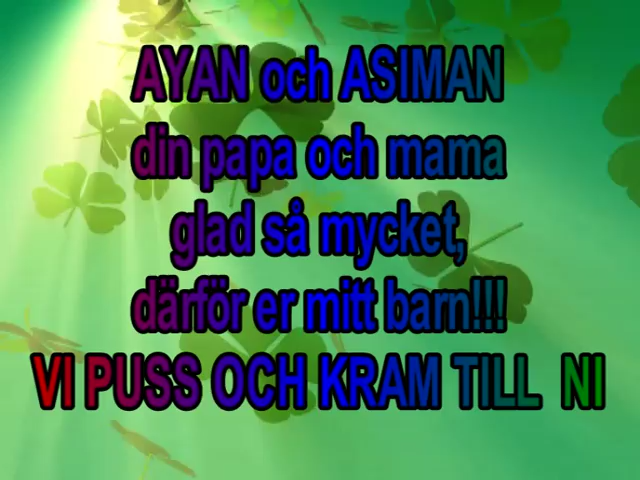 AYAN och ASIMAN
din papa och mama
glad så mycket,
därför er mitt barn!!!
VI PUSS OCH KRAM TILL NI